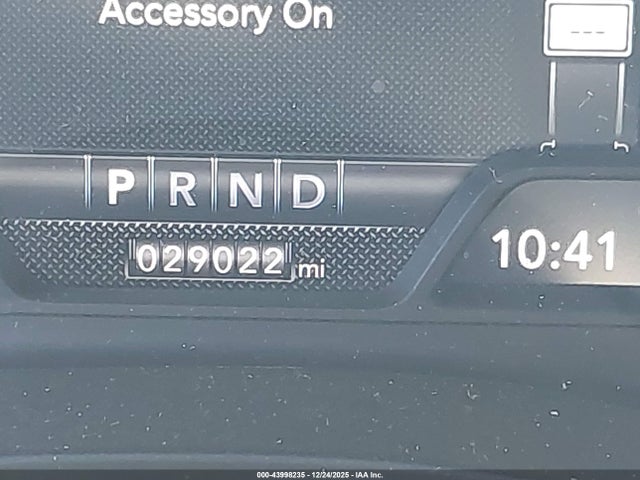 Accessory On
---
P R N D
029022 mi
10:41
000-43998235 - 12/24/2025 - IAA Inc.